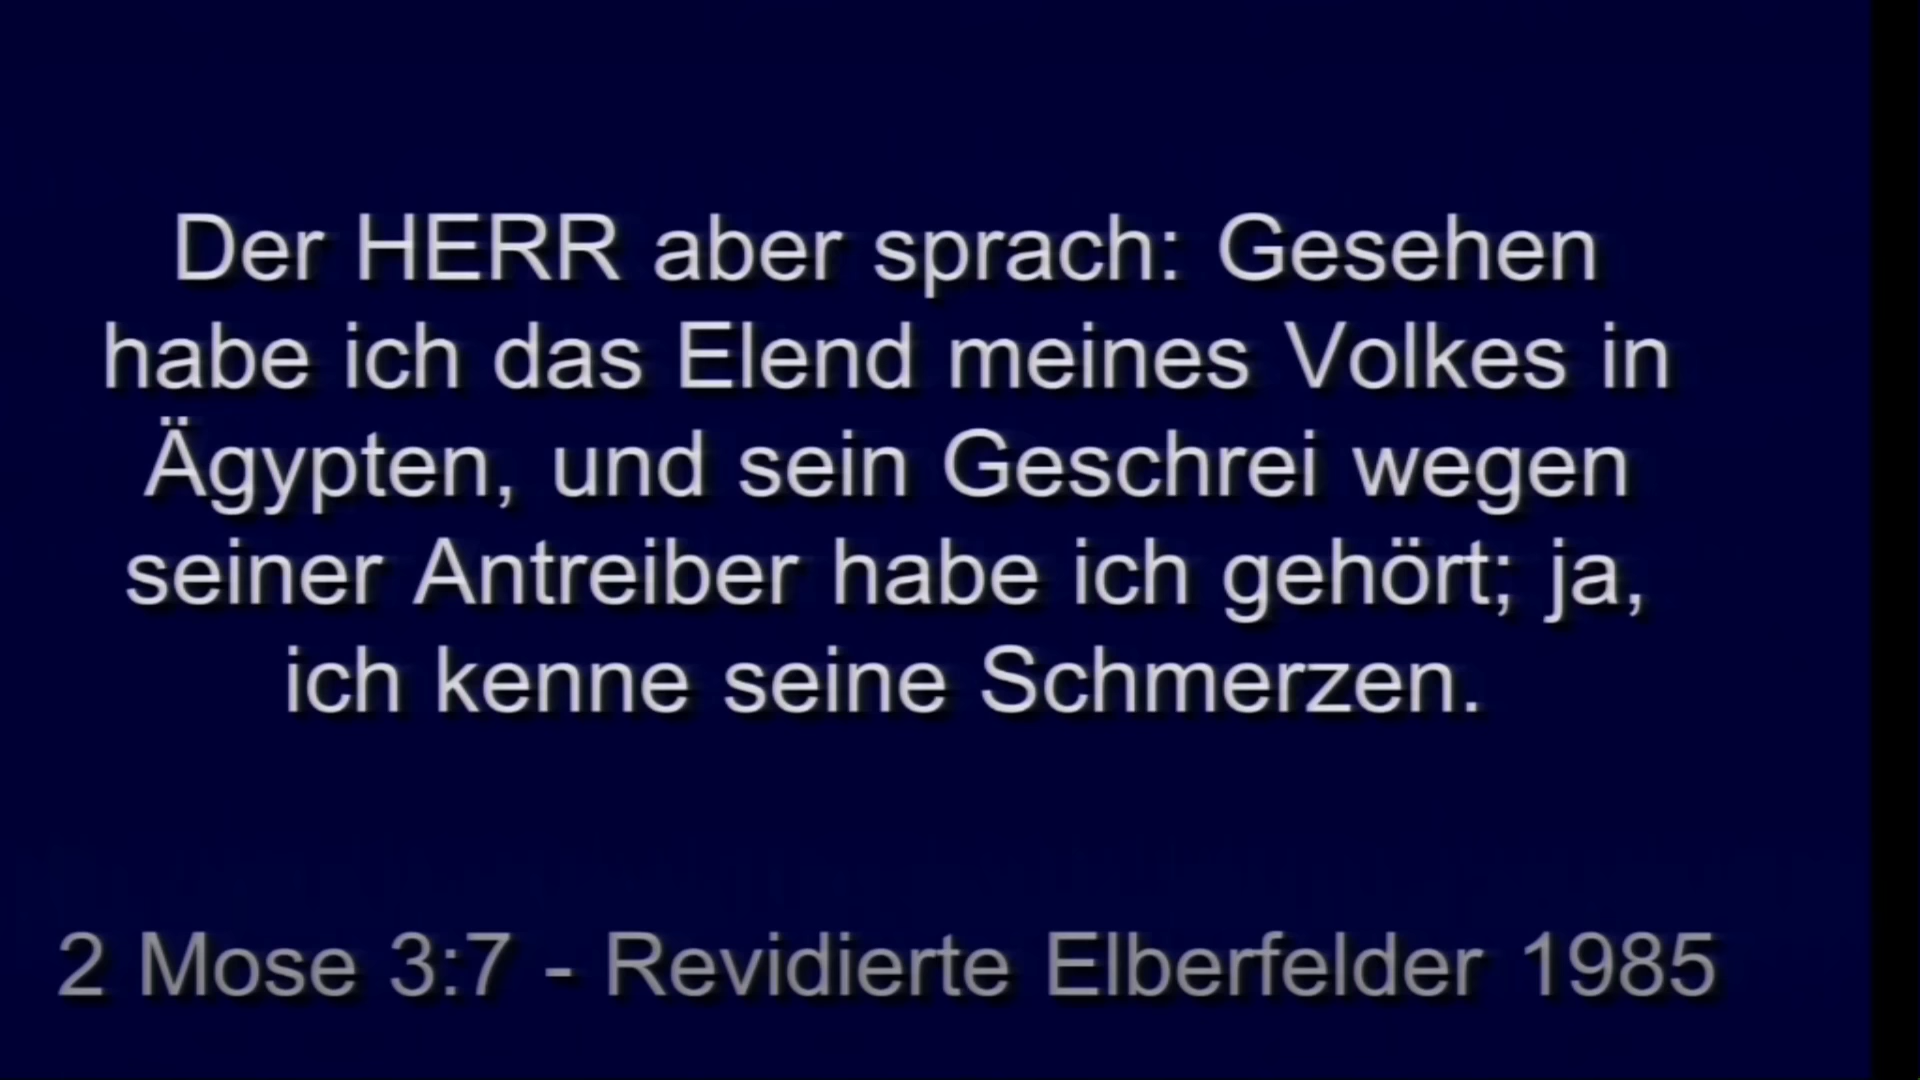 Der HERR aber sprach: Gesehen
habe ich das Elend meines Volkes in
Ägypten, und sein Geschrei wegen
seiner Antreiber habe ich gehört; ja,
ich kenne seine Schmerzen.
2 Mose 3:7 - Revidierte Elberfelder 1985